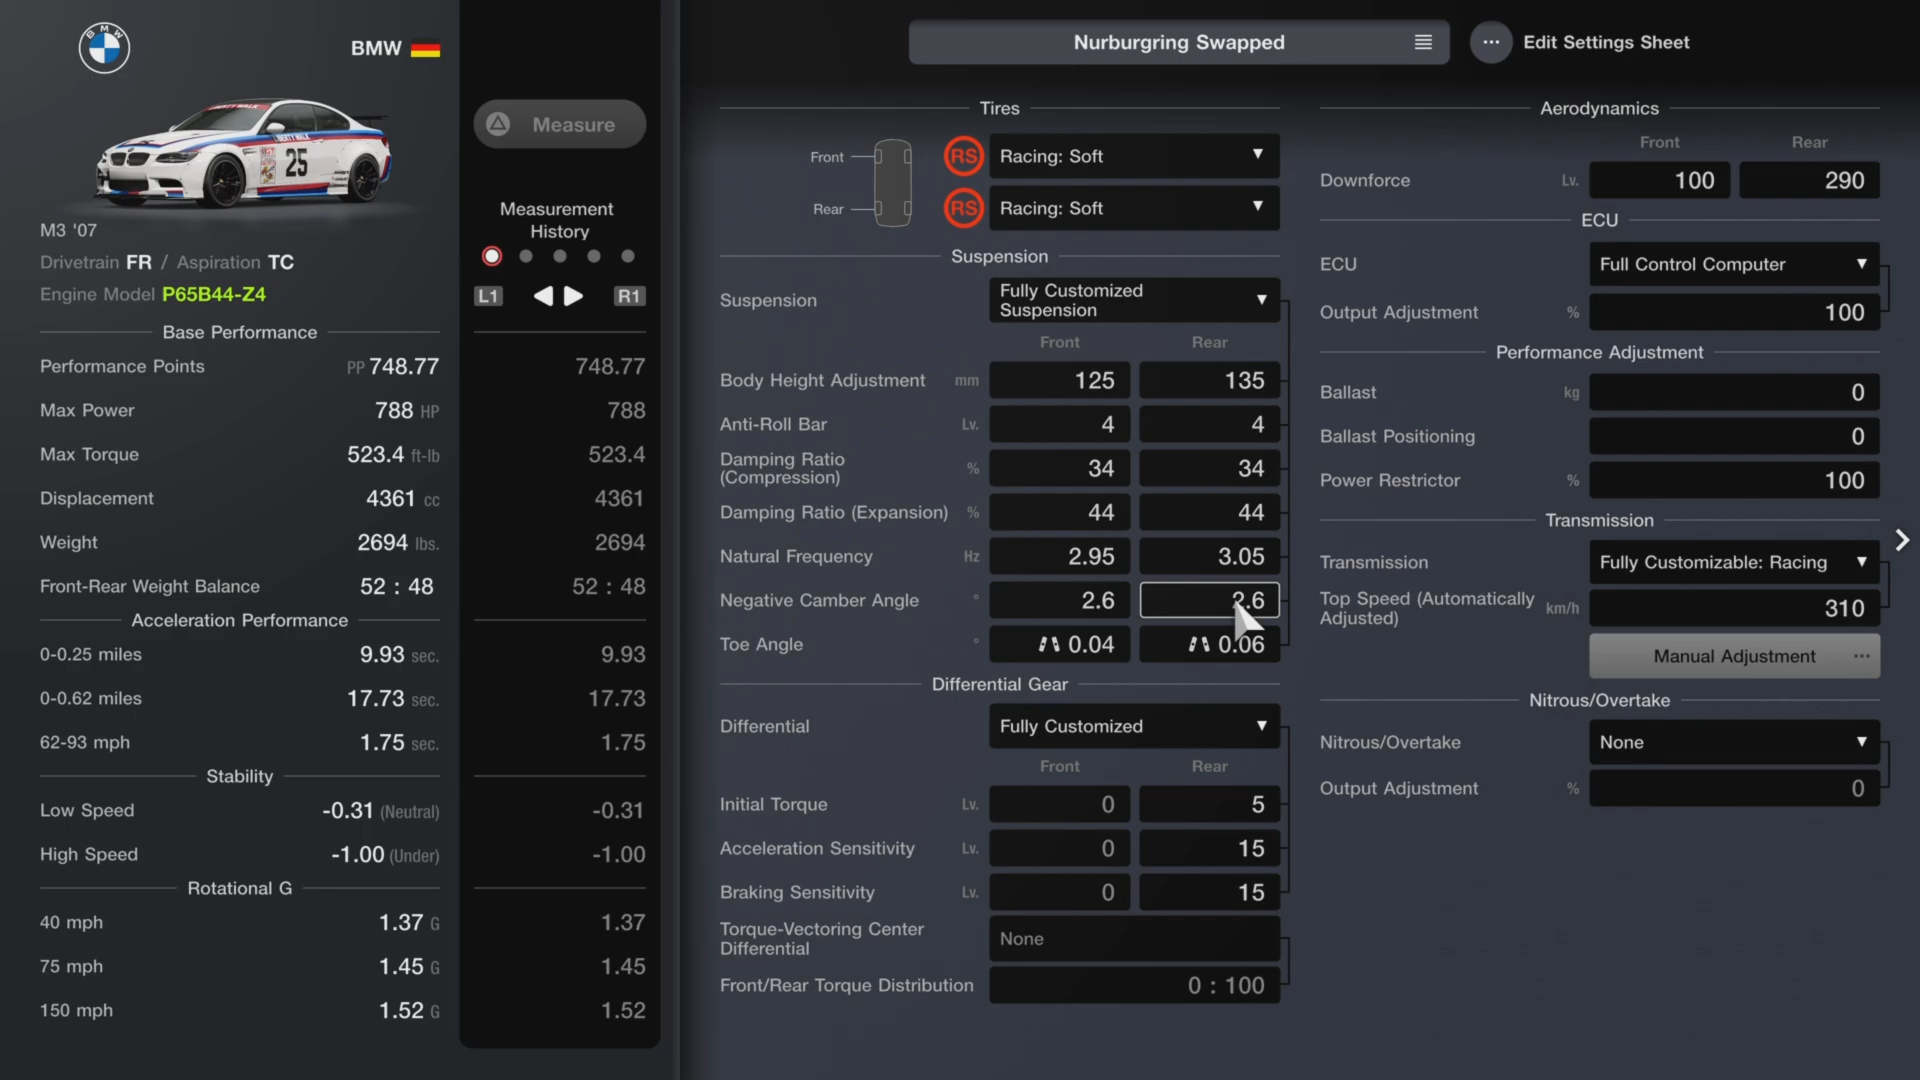 BMW
M3 '07
Drivetrain FR / Aspiration TC
Engine Model P65B44-Z4
Base Performance
Performance Points PP 748.77
Max Power 788 HP
Max Torque 523.4 ft-lb
Displacement 4361 cc
Weight 2694 lbs.
Front-Rear Weight Balance 52 : 48
Acceleration Performance
0-0.25 miles 9.93 sec.
0-0.62 miles 17.73 sec.
62-93 mph 1.75 sec.
Stability
Low Speed -0.31 (Neutral)
High Speed -1.00 (Under)
Rotational G
40 mph 1.37 G
75 mph 1.45 G
150 mph 1.52 G
25
Measure
Measurement
History
L1 R1
748.77
788
523.4
4361
2694
52 : 48
9.93
17.73
1.75
-0.31
-1.00
1.37
1.45
1.52
Nurburgring Swapped
Edit Settings Sheet
Tires
Front RS Racing: Soft
Rear RS Racing: Soft
Suspension
Suspension Fully Customized
Suspension
Front Rear
Body Height Adjustment mm 125 135
Anti-Roll Bar Lv. 4 4
Damping Ratio
(Compression) % 34 34
Damping Ratio (Expansion) % 44 44
Natural Frequency Hz 2.95 3.05
Negative Camber Angle ° 2.6 2.6
Toe Angle ° 0.04 0.06
Differential Gear
Differential Fully Customized
Front Rear
Initial Torque Lv. 0 5
Acceleration Sensitivity Lv. 0 15
Braking Sensitivity Lv. 0 15
Torque-Vectoring Center
Differential None
Front/Rear Torque Distribution 0 : 100
Aerodynamics
Front Rear
Downforce Lv. 100 290
ECU
ECU Full Control Computer
Output Adjustment % 100
Performance Adjustment
Ballast kg 0
Ballast Positioning 0
Power Restrictor % 100
Transmission
Transmission Fully Customizable: Racing
Top Speed (Automatically
Adjusted) km/h 310
Manual Adjustment
Nitrous/Overtake
Nitrous/Overtake None
Output Adjustment % 0